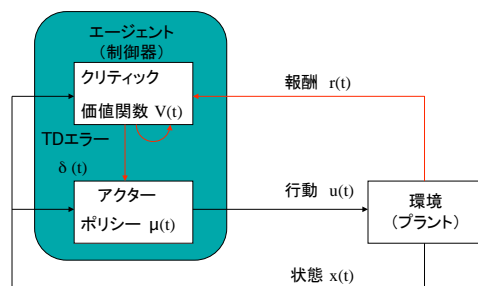 エージェント
（制御器）
クリティック
価値関数 V(t)
報酬 r(t)
TDエラー
δ (t)
アクター
ポリシー μ(t)
行動 u(t)
環境
（プラント）
状態 x(t)